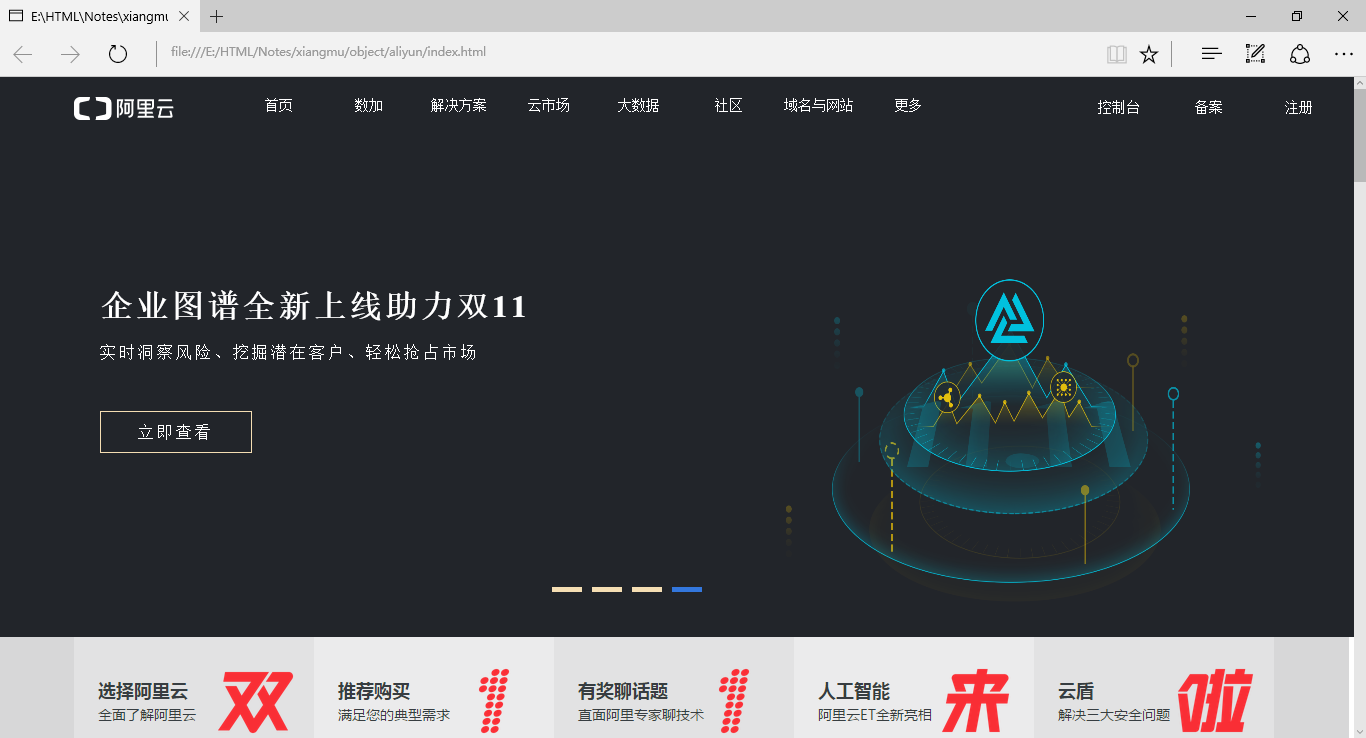 E:\HTML\Notes\xiangmu
file:///E:/HTML/Notes/xiangmu/object/aliyun/index.html
阿里云 首页 数加 解决方案 云市场 大数据 社区 域名与网站 更多 控制台 备案 注册
企业图谱全新上线助力双11
实时洞察风险、挖掘潜在客户、轻松抢占市场
立即查看
选择阿里云
全面了解阿里云
双
推荐购买
满足您的典型需求
1
有奖聊话题
直面阿里专家聊技术
1
人工智能
阿里云ET全新亮相
来
云盾
解决三大安全问题
啦